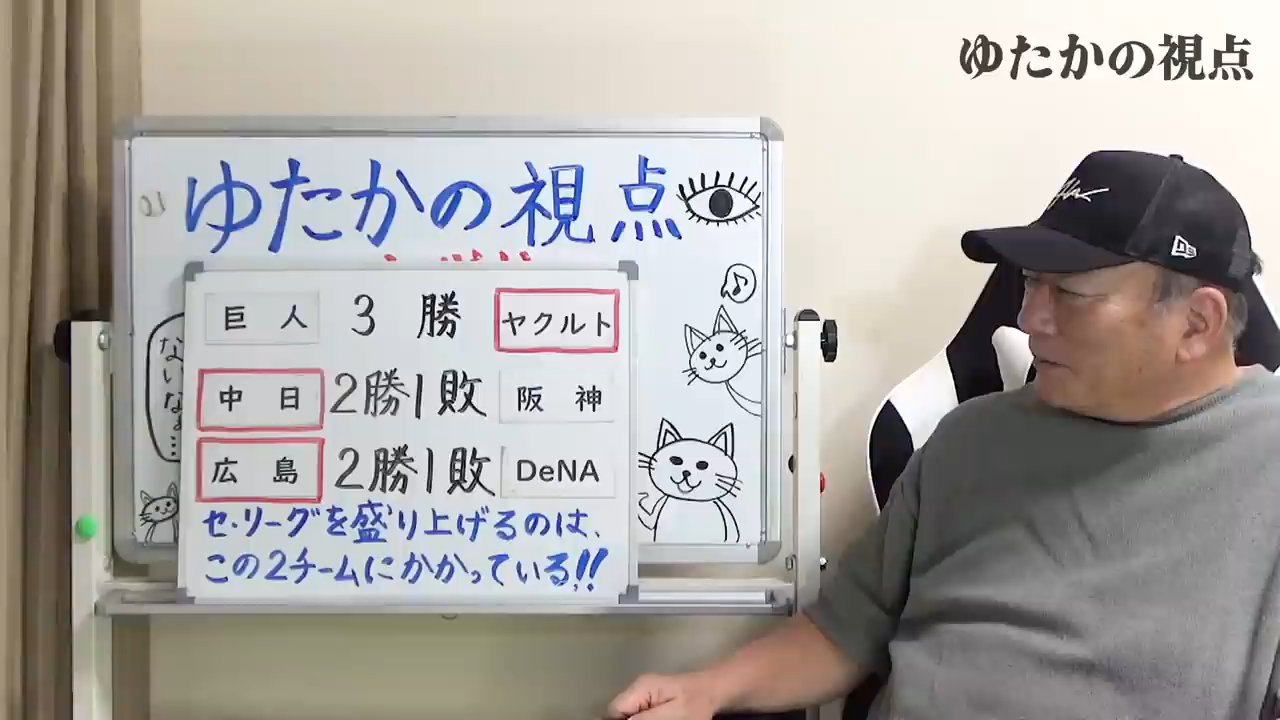 ゆたかの視点
ゆたかの視点
巨人 3勝 ヤクルト
中日 2勝1敗 阪神
広島 2勝1敗 DeNA
セ・リーグを盛り上げるのは、
この2チームにかかっている!!